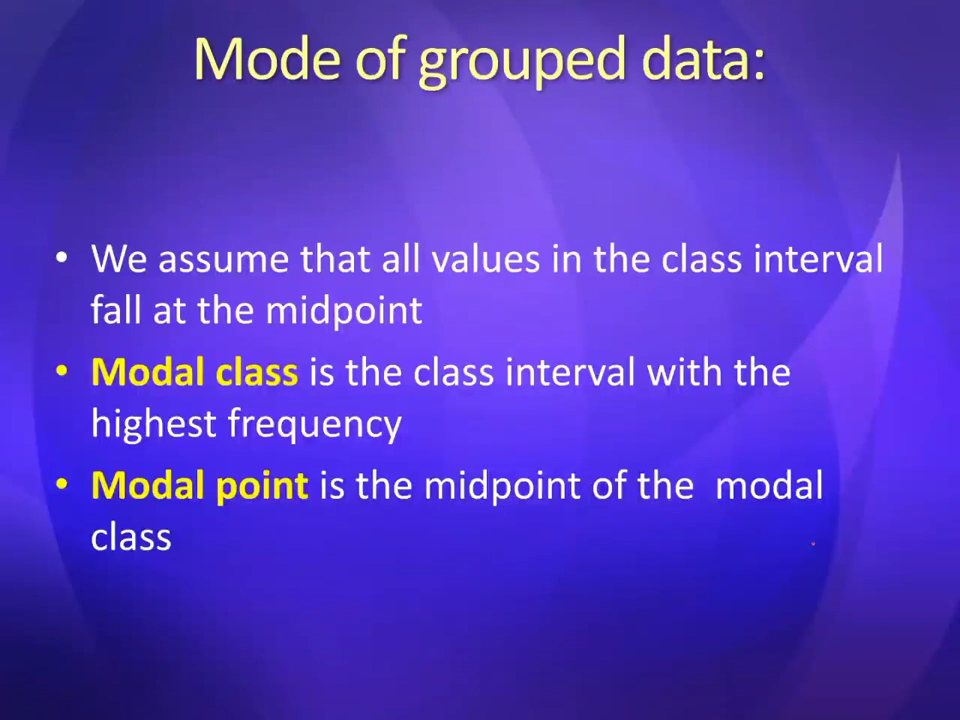 Mode of grouped data:
• We assume that all values in the class interval
fall at the midpoint
• Modal class is the class interval with the
highest frequency
• Modal point is the midpoint of the  modal
class